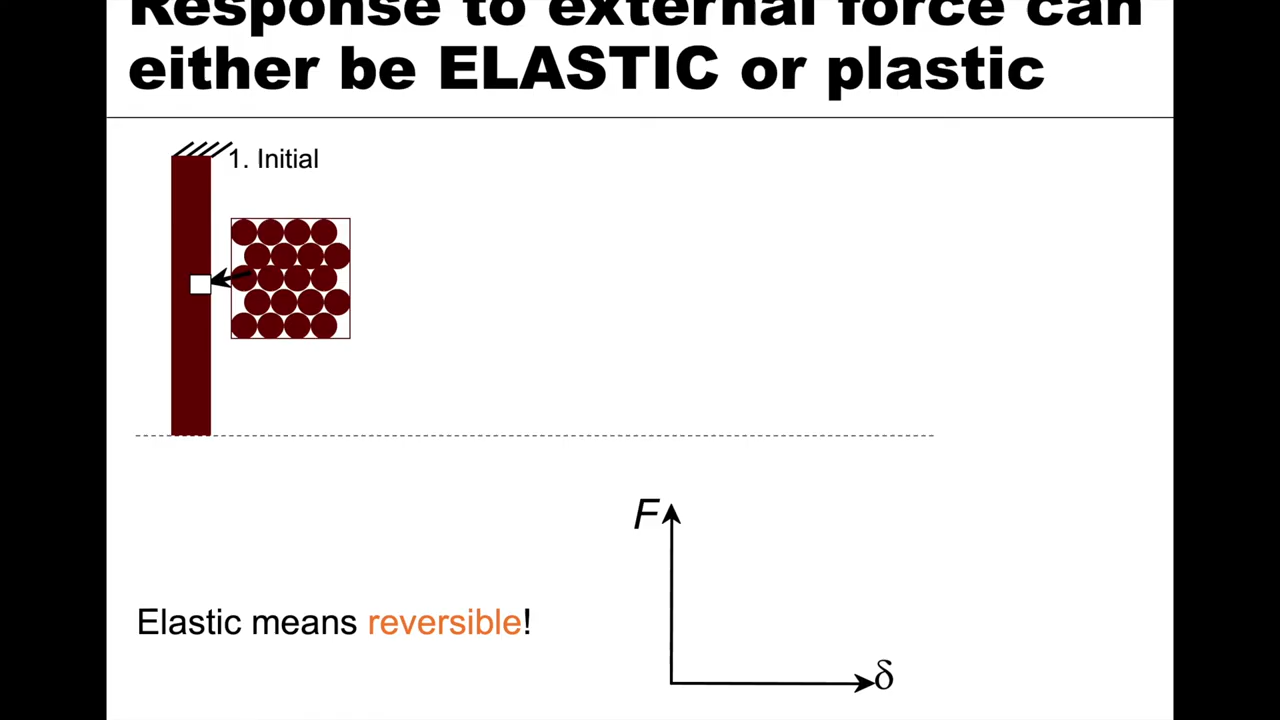 Response to external force can
either be ELASTIC or plastic
1. Initial
F
Elastic means reversible!
δ